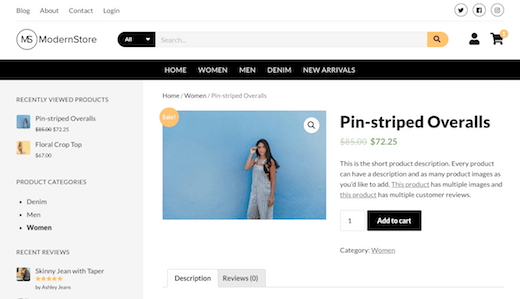 Blog About Contact Login
MS ModernStore
All Search...
2
HOME WOMEN MEN DENIM NEW ARRIVALS
RECENTLY VIEWED PRODUCTS
Pin-striped Overalls
$85.00 $72.25
Floral Crop Top
$67.00
PRODUCT CATEGORIES
Denim
Men
Women
RECENT REVIEWS
Skinny Jean with Taper
by Ashley Jeans
Home / Women / Pin-striped Overalls
Sale!
Pin-striped Overalls
$85.00 $72.25
This is the short product description. Every product
can have a description and as many product images as
you'd like to add. This product has multiple images and
this product has multiple customer reviews.
1 Add to cart
Category: Women
Description Reviews (0)